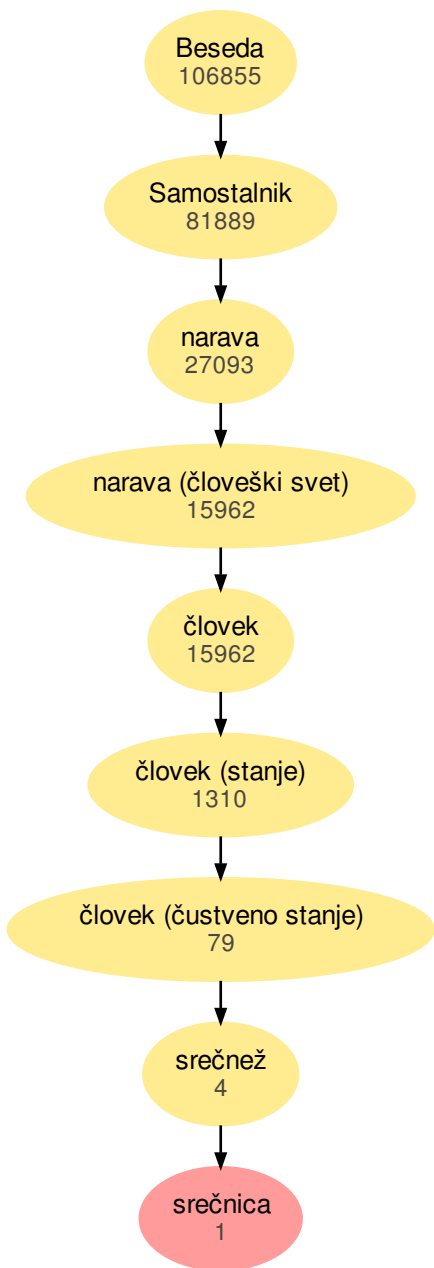 Beseda
106855
Samostalnik
81889
narava
27093
narava (človeški svet)
15962
človek
15962
človek (stanje)
1310
človek (čustveno stanje)
79
srečnež
4
srečnica
1